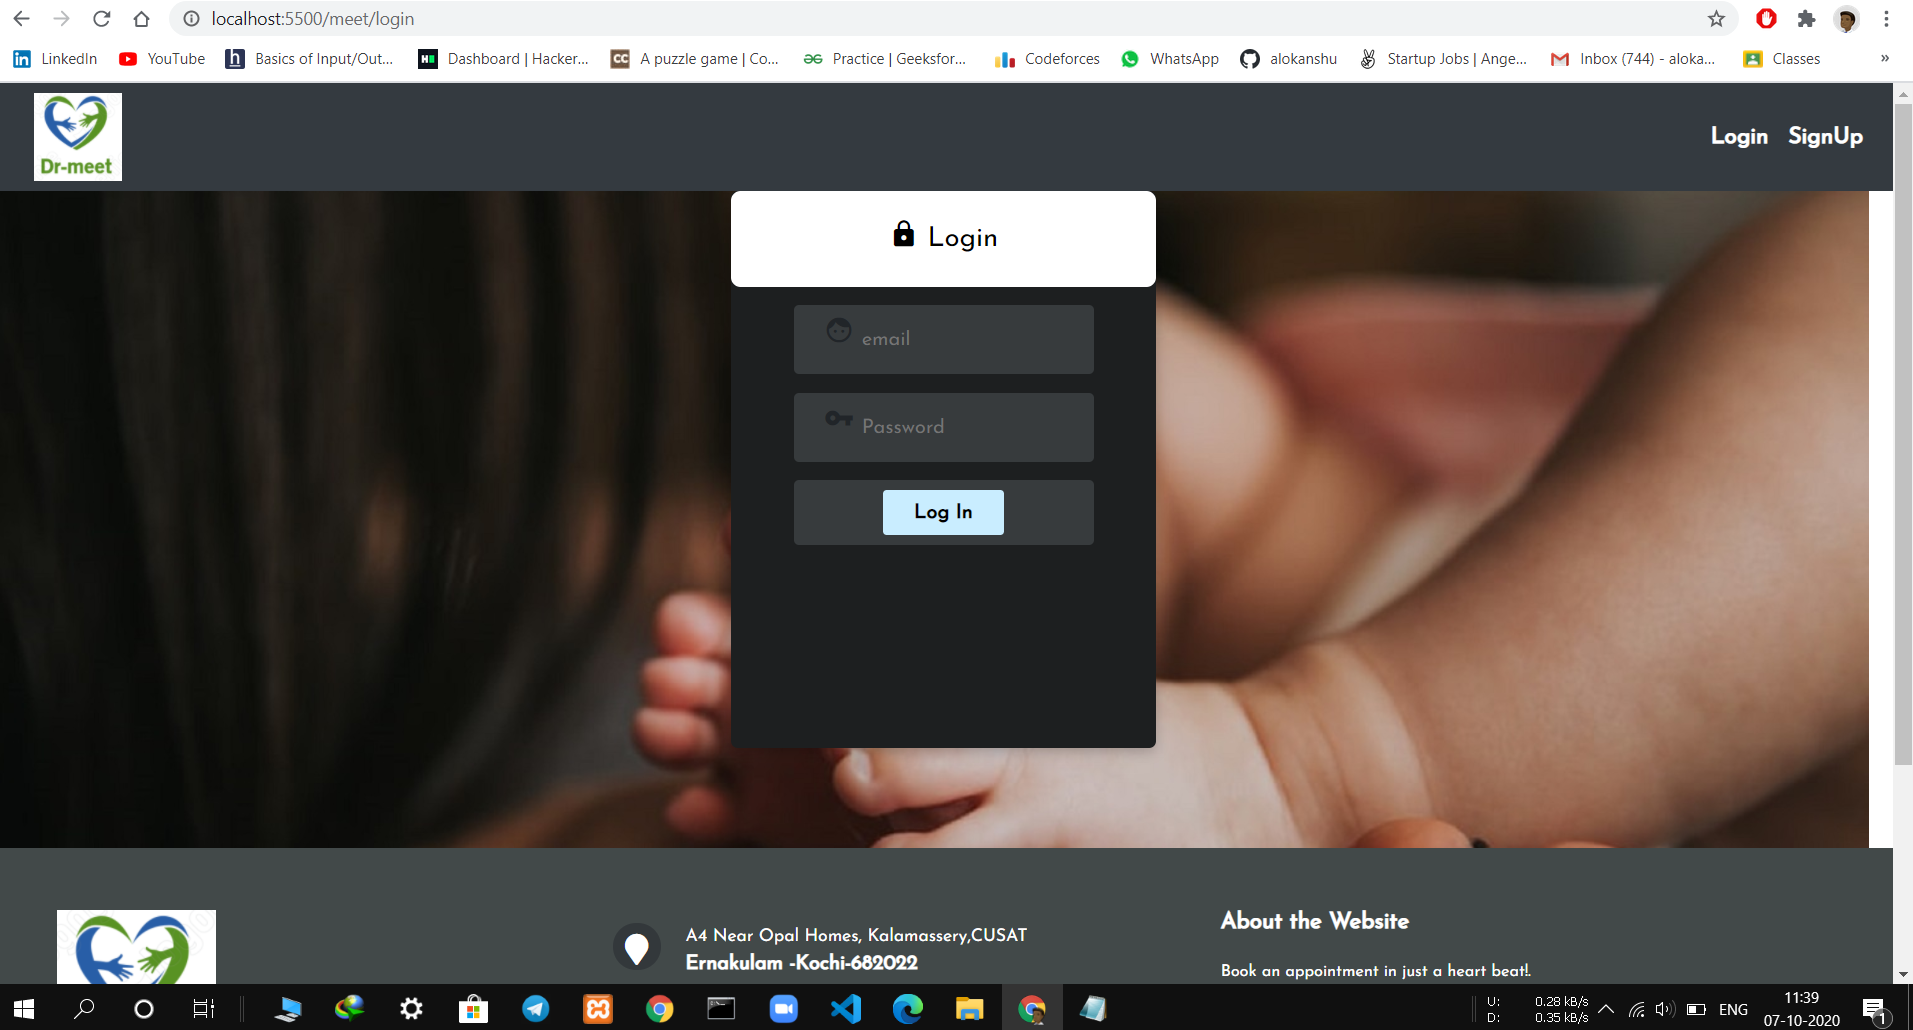 localhost:5500/meet/login
LinkedIn YouTube Basics of Input/Out... Dashboard | Hacker... A puzzle game | Co... Practice | Geeksfor... Codeforces WhatsApp alokanshu Startup Jobs | Ange... Inbox (744) - aloka... Classes »
Dr-meet
Login SignUp
Login
email
Password
Log In
A4 Near Opal Homes, Kalamassery,CUSAT
Ernakulam -Kochi-682022
About the Website
Book an appointment in just a heart beat!.
U: 0.28 kB/s
D: 0.35 kB/s
ENG
11:39
07-10-2020
1